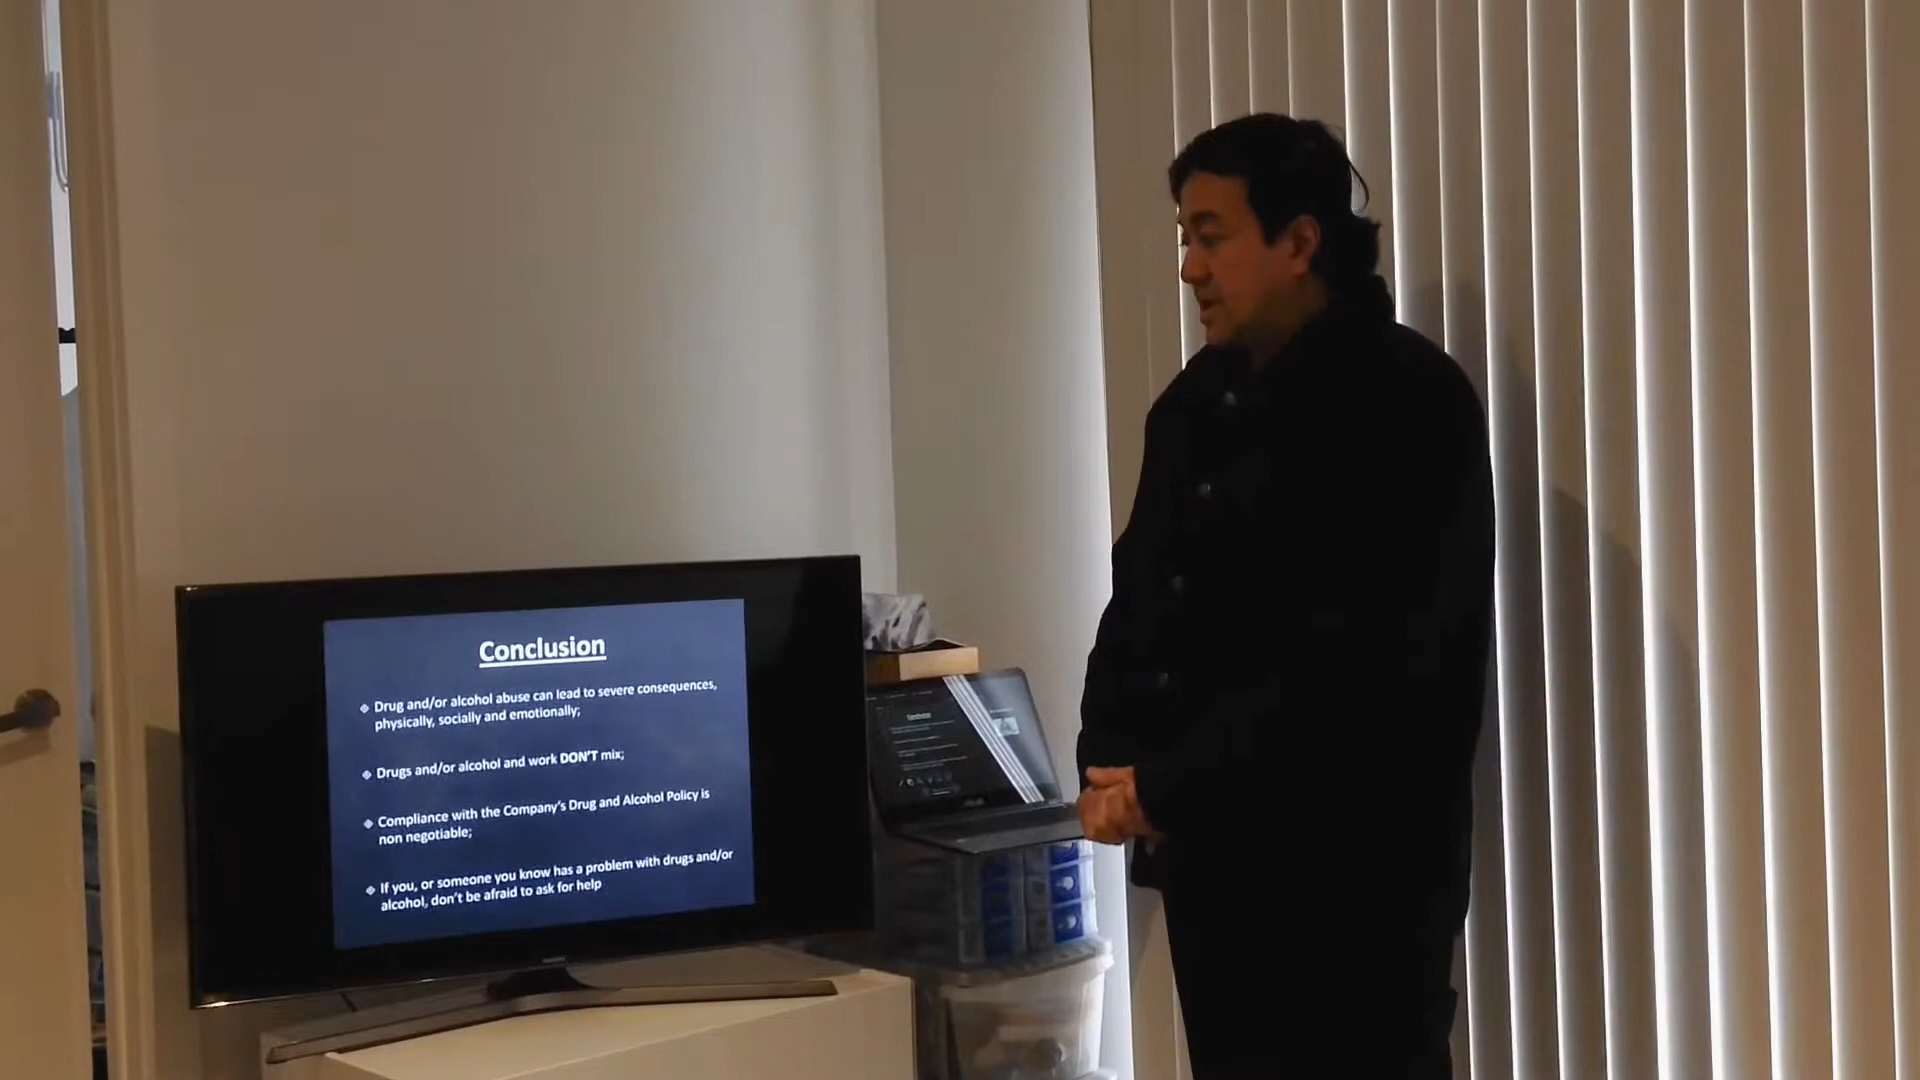 Conclusion
Drug and/or alcohol abuse can lead to severe consequences,
physically, socially and emotionally;
Drugs and/or alcohol and work DON'T mix;
Compliance with the Company's Drug and Alcohol Policy is
non negotiable;
If you, or someone you know has a problem with drugs and/or
alcohol, don't be afraid to ask for help